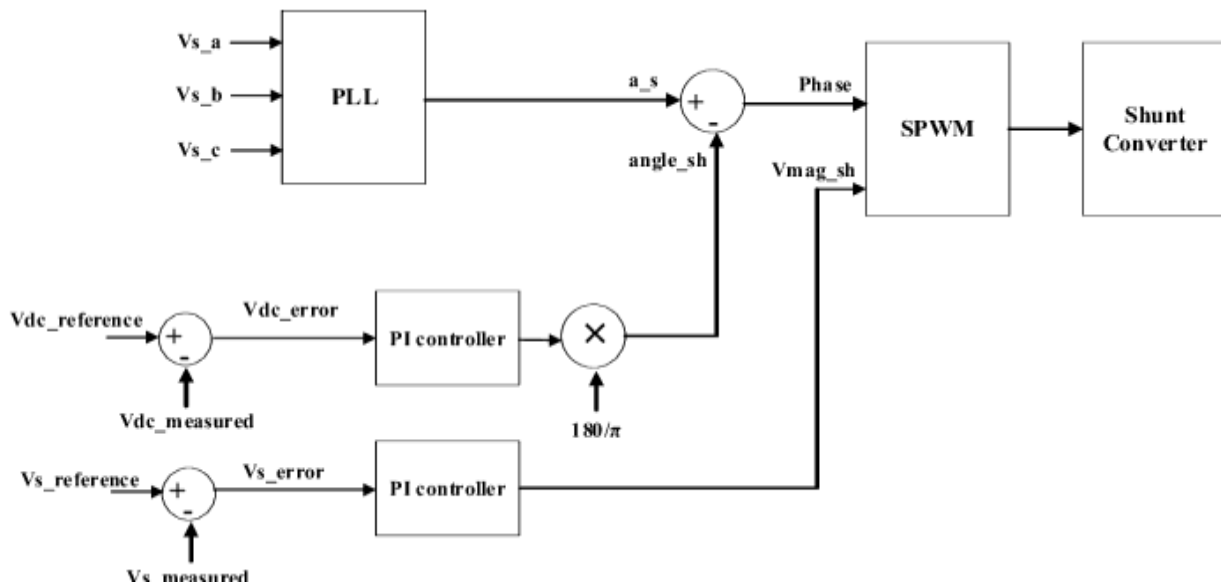 Vs_a
Vs_b
Vs_c
PLL
a_s
+
-
angle_sh
Phase
Vmag_sh
SPWM
Shunt
Converter
Vdc_reference
+
-
Vdc_error
Vdc_measured
PI controller
×
180/π
Vs_reference
+
-
Vs_error
Vs_measured
PI controller